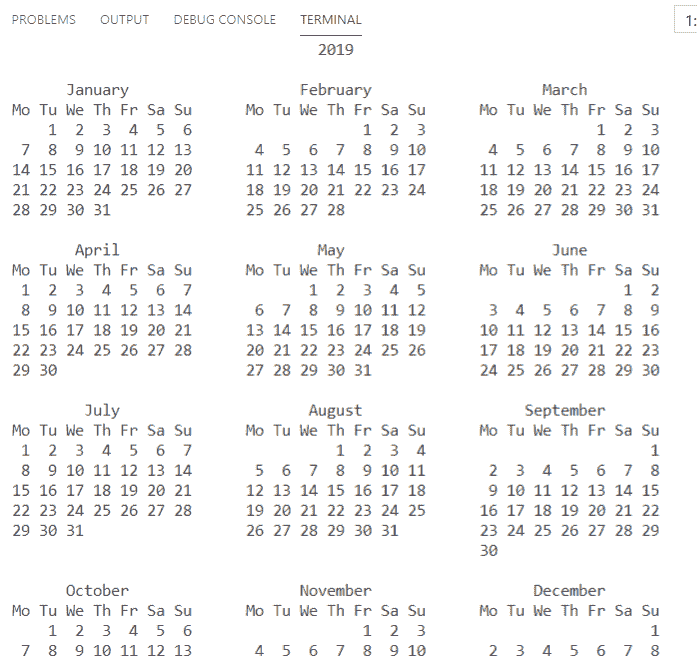 PROBLEMS OUTPUT DEBUG CONSOLE TERMINAL 1:
2019
January February March
Mo Tu We Th Fr Sa Su Mo Tu We Th Fr Sa Su Mo Tu We Th Fr Sa Su
1 2 3 4 5 6 1 2 3 1 2 3
7 8 9 10 11 12 13 4 5 6 7 8 9 10 4 5 6 7 8 9 10
14 15 16 17 18 19 20 11 12 13 14 15 16 17 11 12 13 14 15 16 17
21 22 23 24 25 26 27 18 19 20 21 22 23 24 18 19 20 21 22 23 24
28 29 30 31 25 26 27 28 25 26 27 28 29 30 31
April May June
Mo Tu We Th Fr Sa Su Mo Tu We Th Fr Sa Su Mo Tu We Th Fr Sa Su
1 2 3 4 5 6 7 1 2 3 4 5 1 2
8 9 10 11 12 13 14 6 7 8 9 10 11 12 3 4 5 6 7 8 9
15 16 17 18 19 20 21 13 14 15 16 17 18 19 10 11 12 13 14 15 16
22 23 24 25 26 27 28 20 21 22 23 24 25 26 17 18 19 20 21 22 23
29 30 27 28 29 30 31 24 25 26 27 28 29 30
July August September
Mo Tu We Th Fr Sa Su Mo Tu We Th Fr Sa Su Mo Tu We Th Fr Sa Su
1 2 3 4 5 6 7 1 2 3 4 1
8 9 10 11 12 13 14 5 6 7 8 9 10 11 2 3 4 5 6 7 8
15 16 17 18 19 20 21 12 13 14 15 16 17 18 9 10 11 12 13 14 15
22 23 24 25 26 27 28 19 20 21 22 23 24 25 16 17 18 19 20 21 22
29 30 31 26 27 28 29 30 31 23 24 25 26 27 28 29
30
October November December
Mo Tu We Th Fr Sa Su Mo Tu We Th Fr Sa Su Mo Tu We Th Fr Sa Su
1 2 3 4 5 6 1 2 3 1
7 8 9 10 11 12 13 4 5 6 7 8 9 10 2 3 4 5 6 7 8